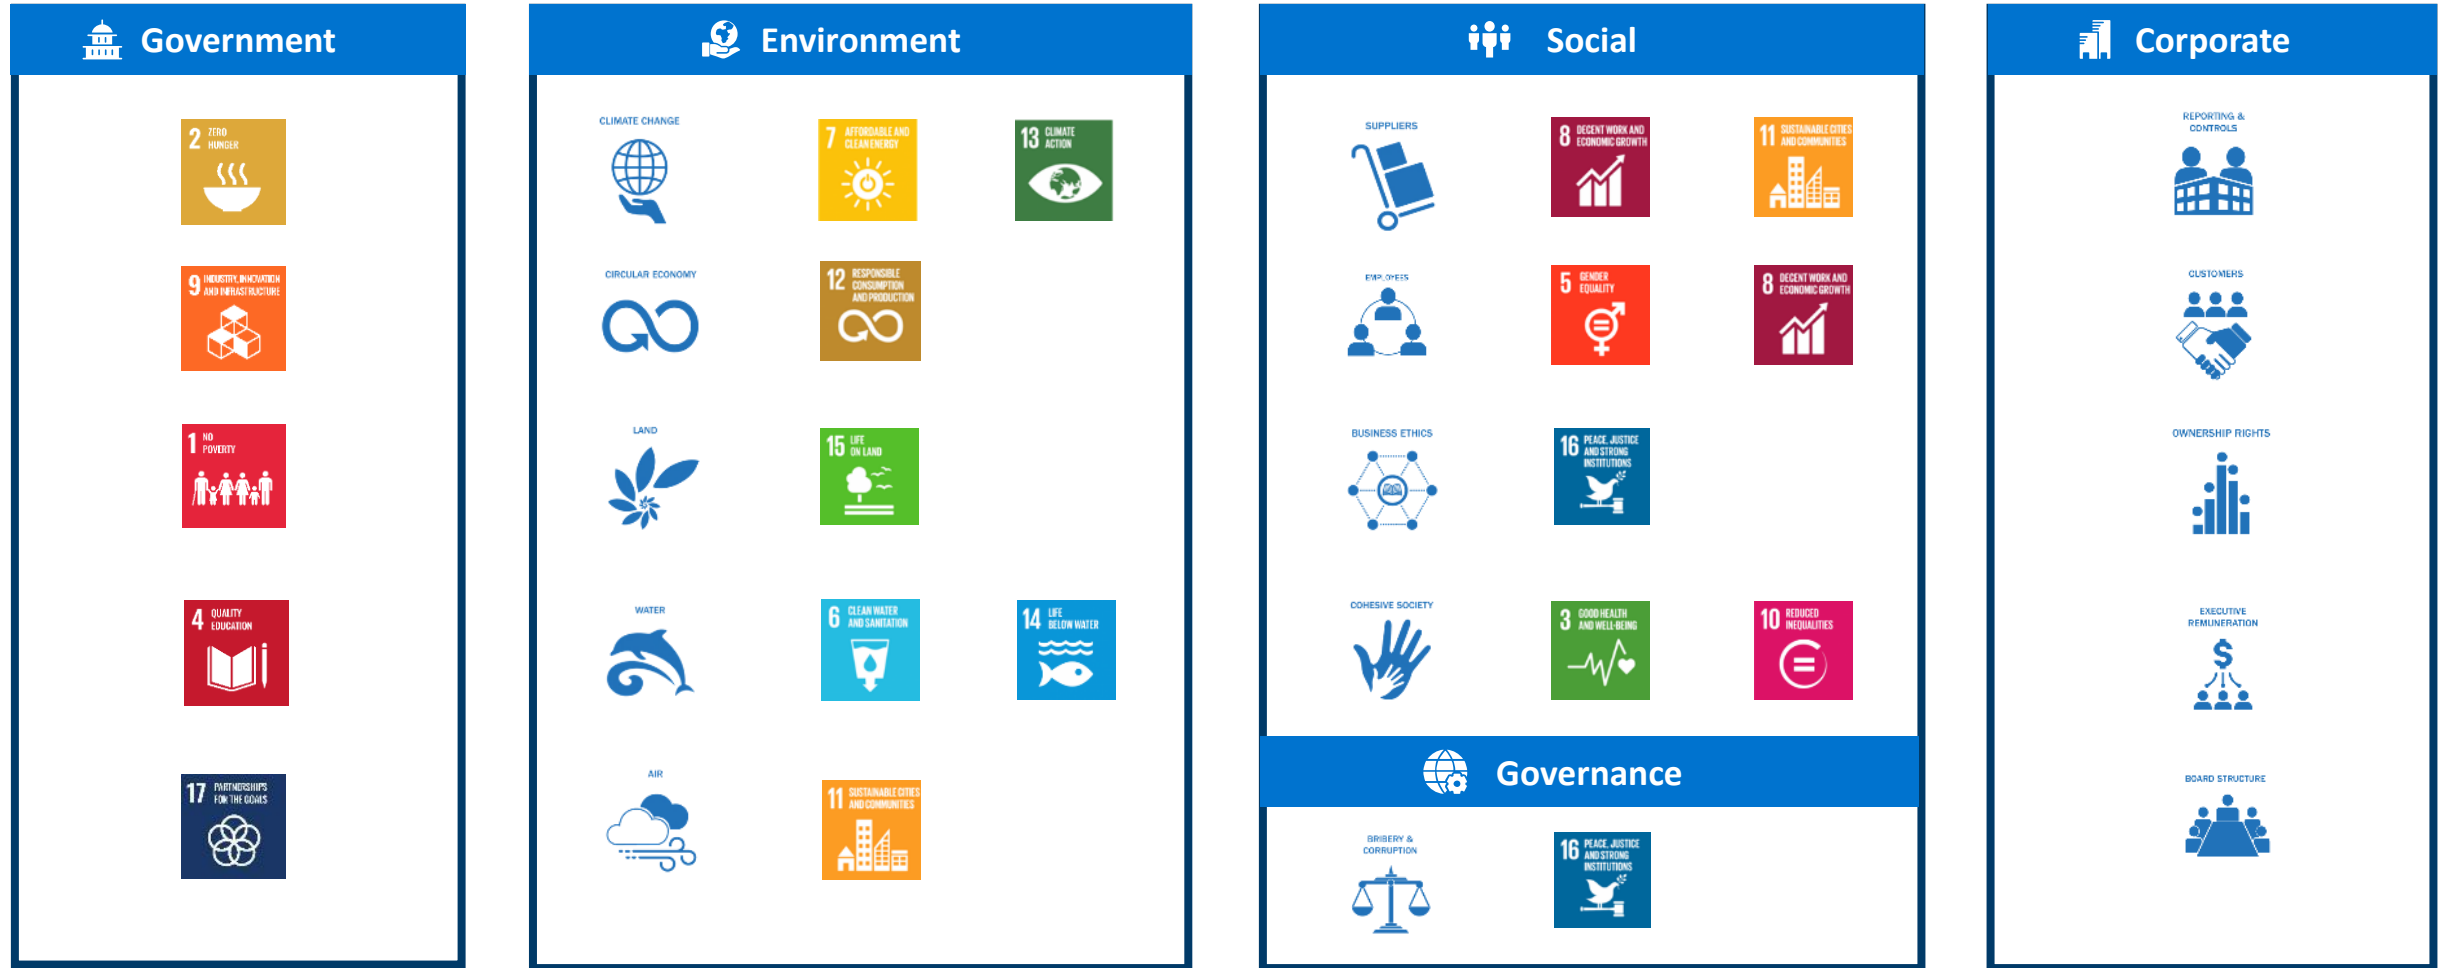 Government
2 ZERO
HUNGER
9 INDUSTRY, INNOVATION
AND INFRASTRUCTURE
1 NO
POVERTY
4 QUALITY
EDUCATION
17 PARTNERSHIPS
FOR THE GOALS
Environment
CLIMATE CHANGE
7 AFFORDABLE AND
CLEAN ENERGY
13 CLIMATE
ACTION
CIRCULAR ECONOMY
12 RESPONSIBLE
CONSUMPTION
AND PRODUCTION
LAND
15 LIFE
ON LAND
WATER
6 CLEAN WATER
AND SANITATION
14 LIFE
BELOW WATER
AIR
11 SUSTAINABLE CITIES
AND COMMUNITIES
Social
SUPPLIERS
8 DECENT WORK AND
ECONOMIC GROWTH
11 SUSTAINABLE CITIES
AND COMMUNITIES
EMPLOYEES
5 GENDER
EQUALITY
8 DECENT WORK AND
ECONOMIC GROWTH
BUSINESS ETHICS
16 PEACE, JUSTICE
AND STRONG
INSTITUTIONS
COHESIVE SOCIETY
3 GOOD HEALTH
AND WELL-BEING
10 REDUCED
INEQUALITIES
Governance
BRIBERY &
CORRUPTION
16 PEACE, JUSTICE
AND STRONG
INSTITUTIONS
Corporate
REPORTING &
CONTROLS
CUSTOMERS
OWNERSHIP RIGHTS
EXECUTIVE
REMUNERATION
$
BOARD STRUCTURE